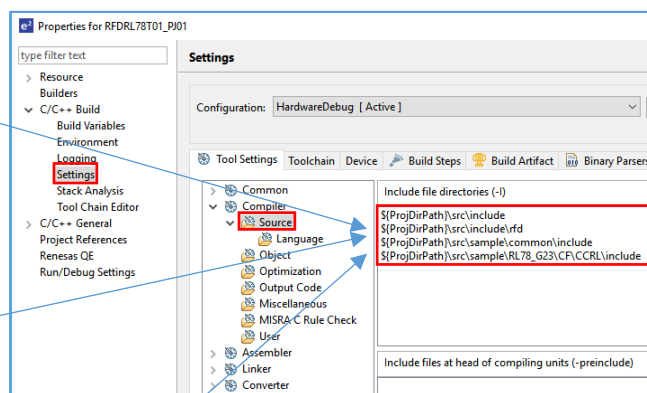 e² Properties for RFDRL78T01_PJ01
type filter text
Resource
Builders
C/C++ Build
Build Variables
Environment
Logging
Settings
Stack Analysis
Tool Chain Editor
C/C++ General
Project References
Renesas QE
Run/Debug Settings
Settings
Configuration: HardwareDebug [ Active ]
Tool Settings Toolchain Device Build Steps Build Artifact Binary Parsers
Common
Compiler
Source
Language
Object
Optimization
Output Code
Miscellaneous
MISRA C Rule Check
User
Assembler
Linker
Converter
Include file directories (-I)
${ProjDirPath}\src\include
${ProjDirPath}\src\include\rfd
${ProjDirPath}\src\sample\common\include
${ProjDirPath}\src\sample\RL78_G23\CF\CCRL\include
Include files at head of compiling units (-preinclude)